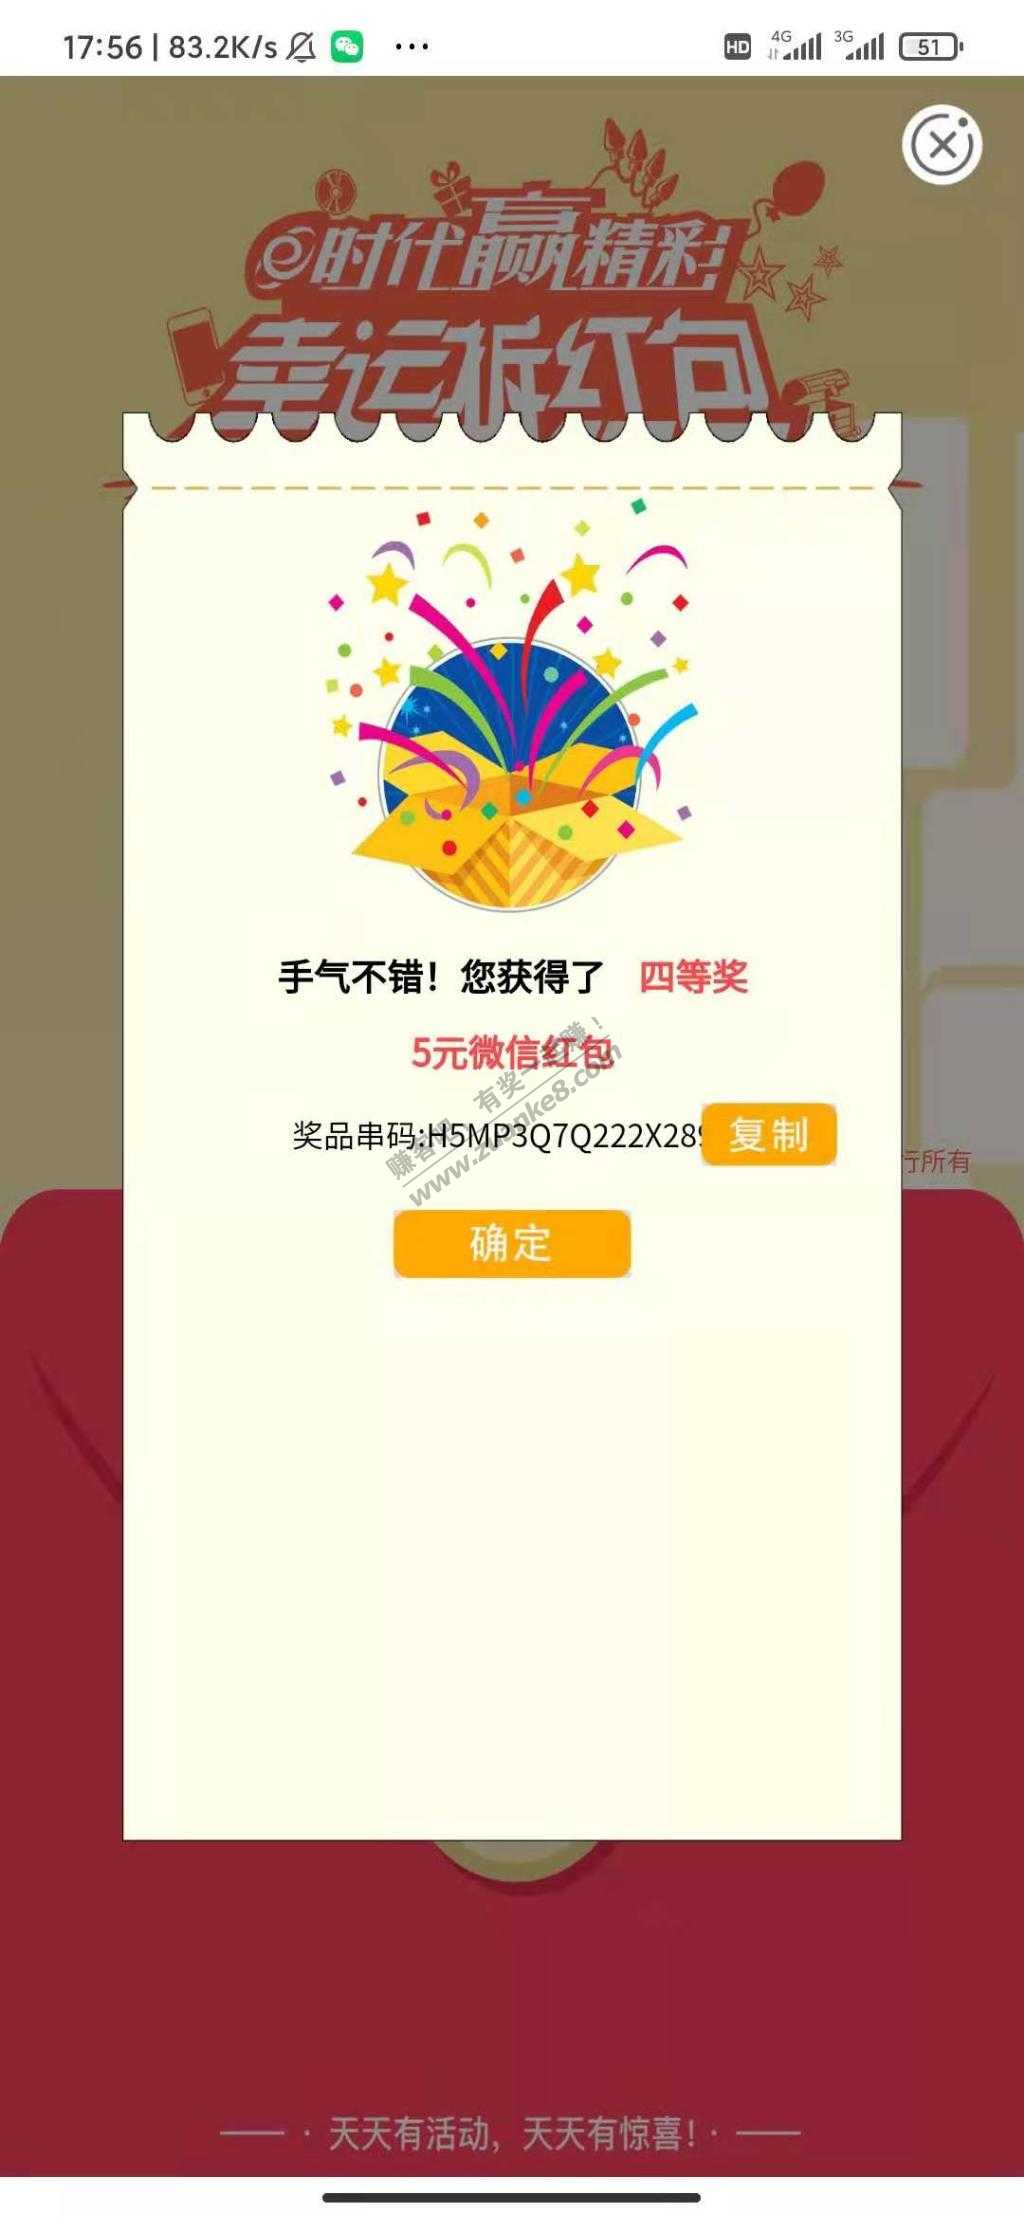 17:56 | 83.2K/s ...
HD 4G 3G 51
e时代赢精彩
幸运拆红包
手气不错！您获得了 四等奖
5元微信红包
赚客吧，有奖一起赚！
www.zuanke8.com
奖品串码:H5MP3Q7Q222X289
复制
行所有
确定
天天有活动，天天有惊喜！